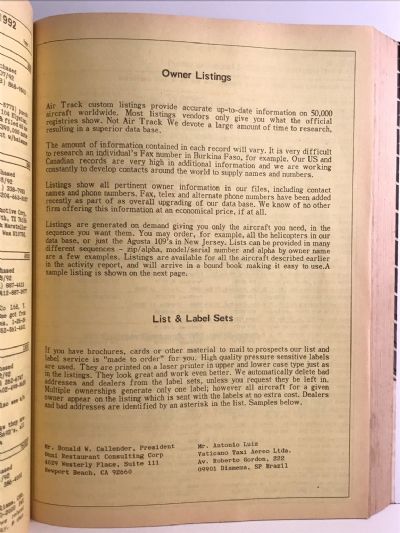 1992
Owner Listings
Air Track custom listings provide accurate up-to-date information on 50,000
aircraft worldwide. Most listings vendors only give you what the official
registries show. Not Air Track We devote a large amount of time to research,
resulting in a superior data base.
The amount of information contained in each record will vary. It is very difficult
to research an individual's Fax number in Burkina Faso, for example. Our US and
Canadian records are very high in additional information and we are working
constantly to develop contacts around the world to supply names and numbers.
Listings show all pertinent owner information in our files, including contact
names and phone numbers. Fax, telex and alternate phone numbers have been added
recently as part of as overall upgrading of our data base. We know of no other
firm offering this information at an economical price, if at all.
Listings are generated on demand giving you only the aircraft you need, in the
sequence you want them. You may order, for example, all the helicopters in our
data base, or just the Agusta 109's in New Jersey. Lists can be provided in many
different sequences - zip/alpha, model/serial number and alpha by owner name
are a few examples. Listings are available for all the aircraft described earlier
in the activity report, and will arrive in a bound book making it easy to use.A
sample listing is shown on the next page.
List & Label Sets
If you have brochures, cards or other material to mail to prospects our list and
label service is "made to order" for you. High quality pressure sensitive labels
are used. They are printed on a laser printer in upper and lower case type just as
in the listings. They look great and work even better. We automatically delete bad
addresses and dealers from the label sets, unless you request they be left in.
Multiple ownerships generate only one label; however all aircraft for a given
owner appear on the listing which is sent with the labels at no extra cost. Dealers
and bad addresses are identified by an asterisk in the list. Samples below.
Mr. Donald W. Callender, President
Restaurant Consulting Corp
4029 Westerly Place, Suite 111
Newport Beach, CA 92660
Mr. Antonio Luiz
Vaticano Taxi Aereo Ltda.
Av. Roberto Gordon, 222
09901 SP Brazil